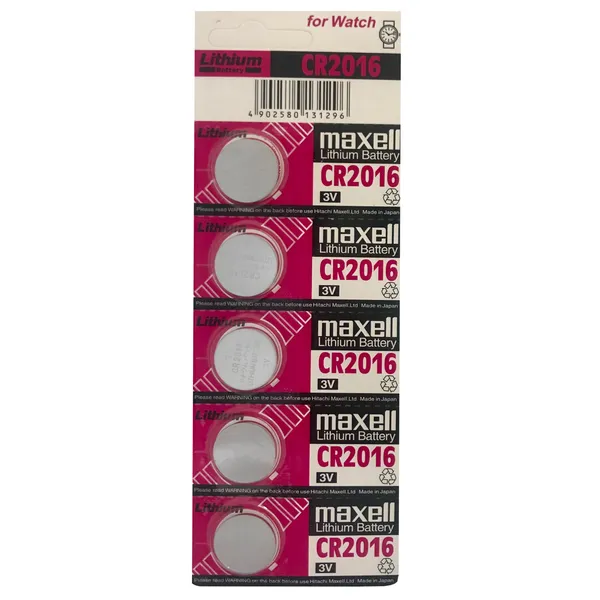 for Watch
Lithium
Battery
CR2016
4 902580 131296
Lithium
maxell
Lithium Battery
CR2016
3V
Please read WARNING on the back before use Hitachi Maxell.Ltd Made in Japan
maxell
Lithium Battery
CR2016
3V
Please read WARNING on the back before use Hitachi Maxell.Ltd Made in Japan
Lithium
maxell
Lithium Battery
CR2016
3V
Please read WARNING on the back before use Hitachi Maxell.Ltd Made in Japan
Lithium
maxell
Lithium Battery
CR2016
3V
Please read WARNING on the back before use Hitachi Maxell.Ltd Made in Japan
Lithium
maxell
Lithium Battery
CR2016
3V
Please read WARNING on the back before use Hitachi Maxell.Ltd Made in Japan